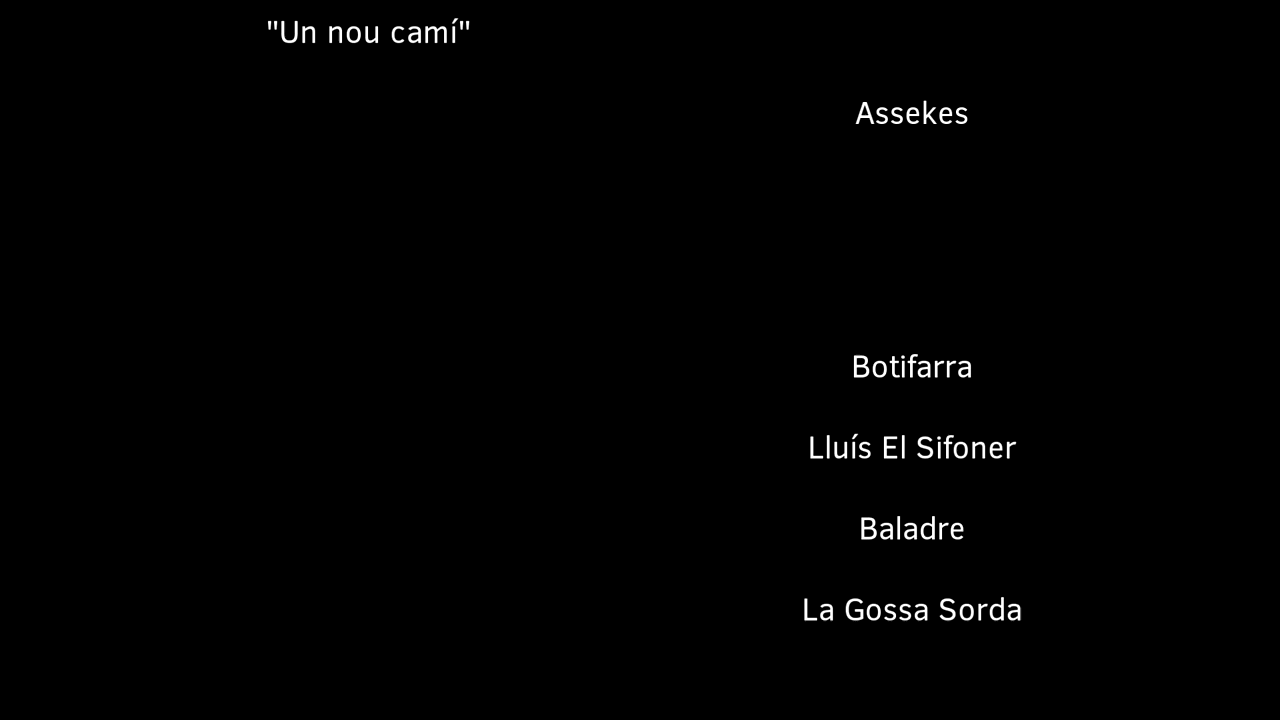 "Un nou camí"
Assekes
Botifarra
Lluís El Sifoner
Baladre
La Gossa Sorda